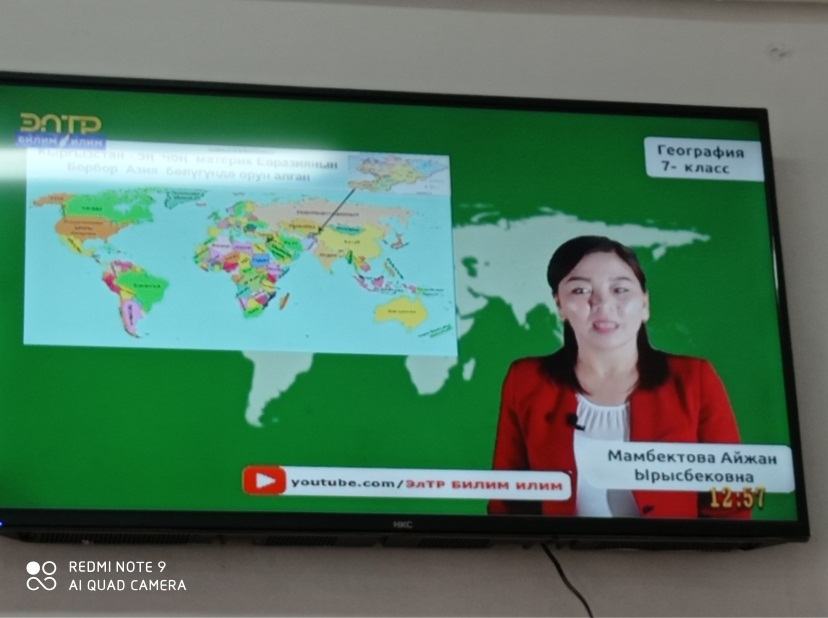 ЭЛТР
БИЛИМ ИЛИМ
География
7- класс
Кыргызстан - эң чоң материк Евразиянын
Борбор Азия бөлүгүндө орун алган
youtube.com/ЭлТР БИЛИМ ИЛИМ
Мамбектова Айжан
Ырысбековна
12:57
HKC
REDMI NOTE 9
AI QUAD CAMERA